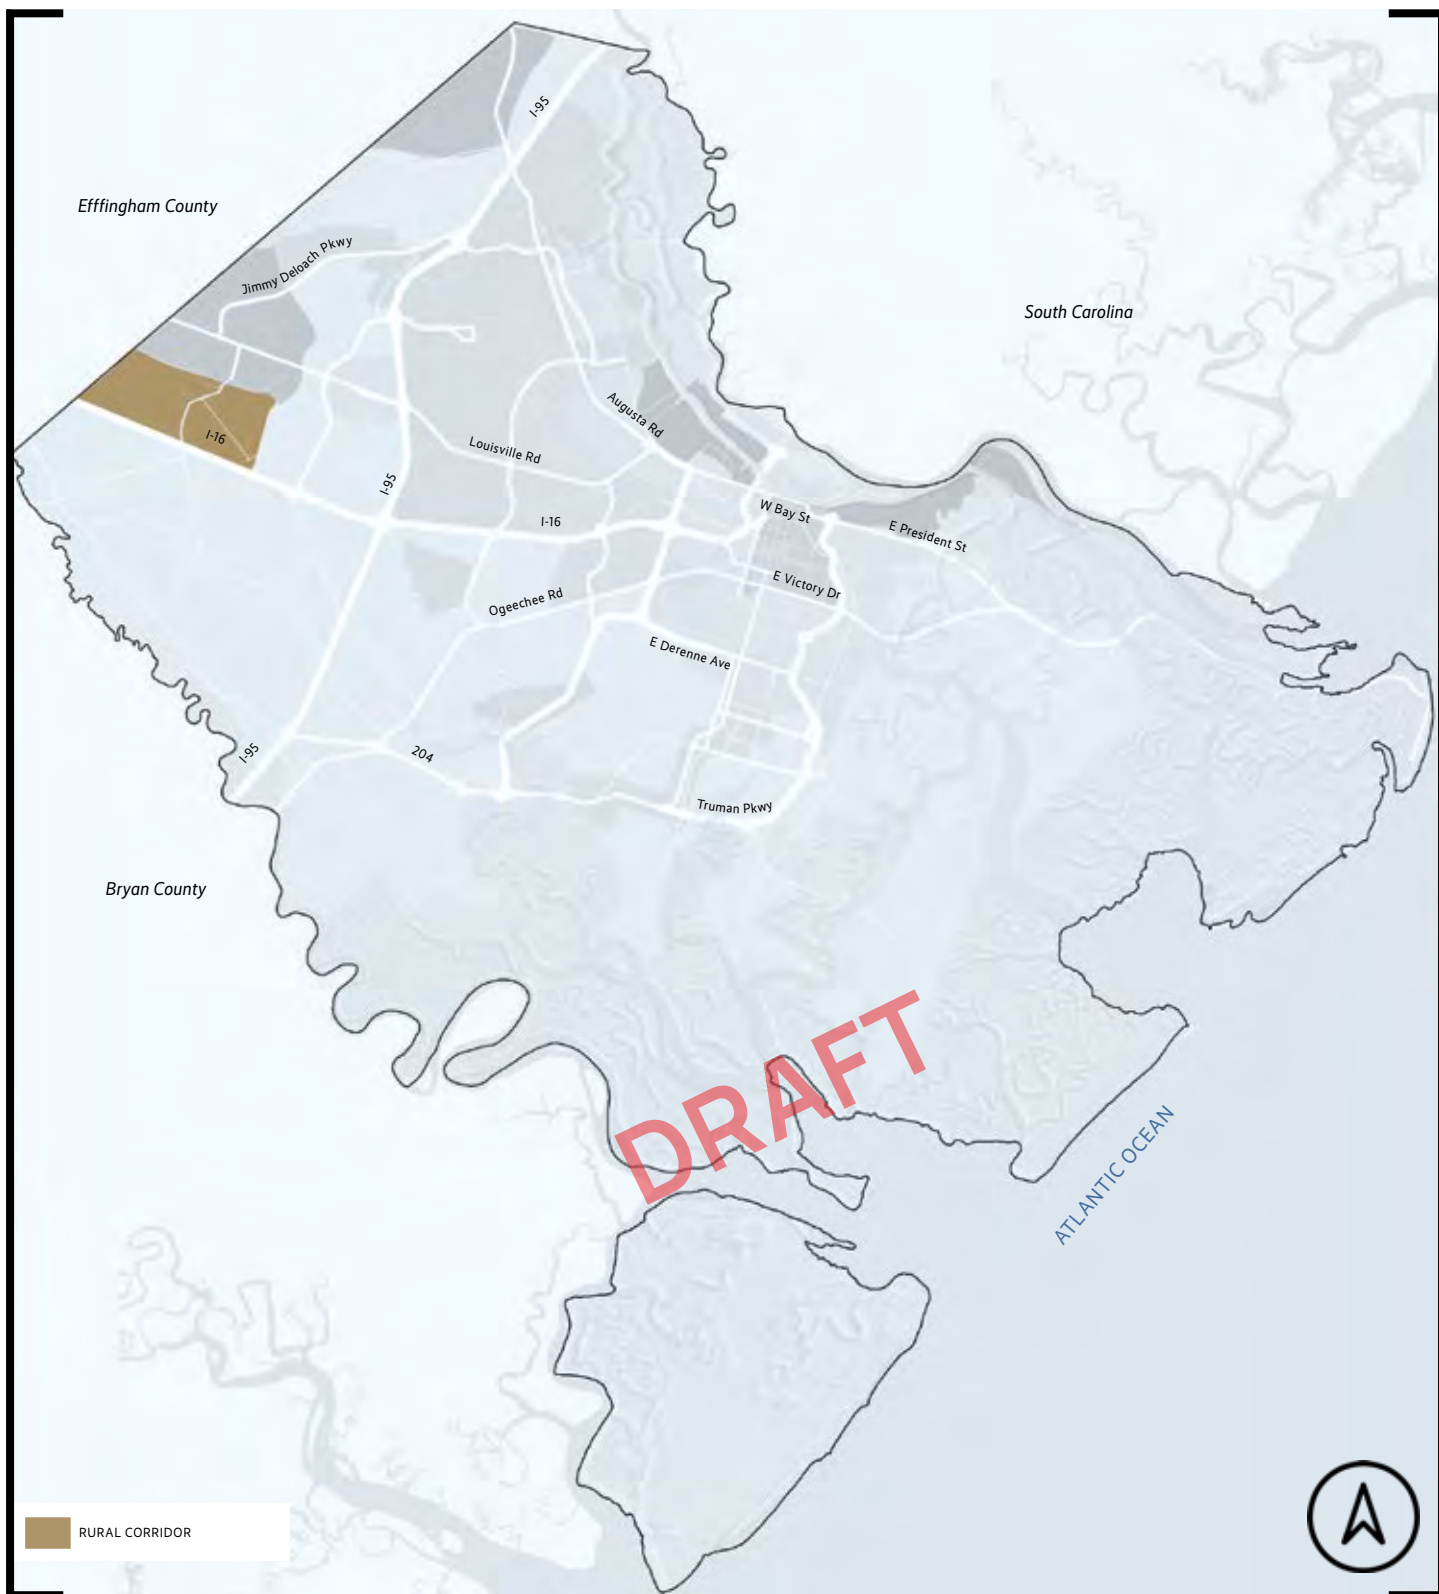 I-95
Efffingham County
Jimmy Deloach Pkwy
South Carolina
Augusta Rd
I-16
Louisville Rd
I-95
W Bay St
I-16
E President St
E Victory Dr
Ogeechee Rd
E Derenne Ave
I-95
204
Truman Pkwy
Bryan County
DRAFT
ATLANTIC OCEAN
RURAL CORRIDOR